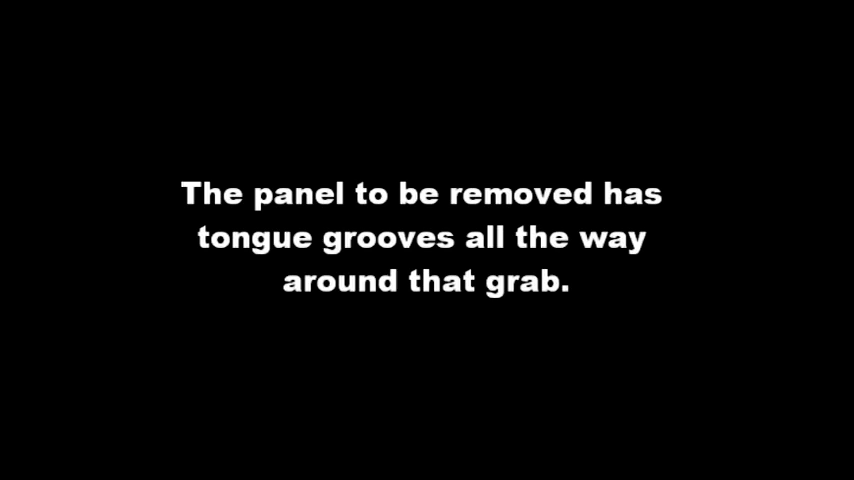 The panel to be removed has
tongue grooves all the way
around that grab.